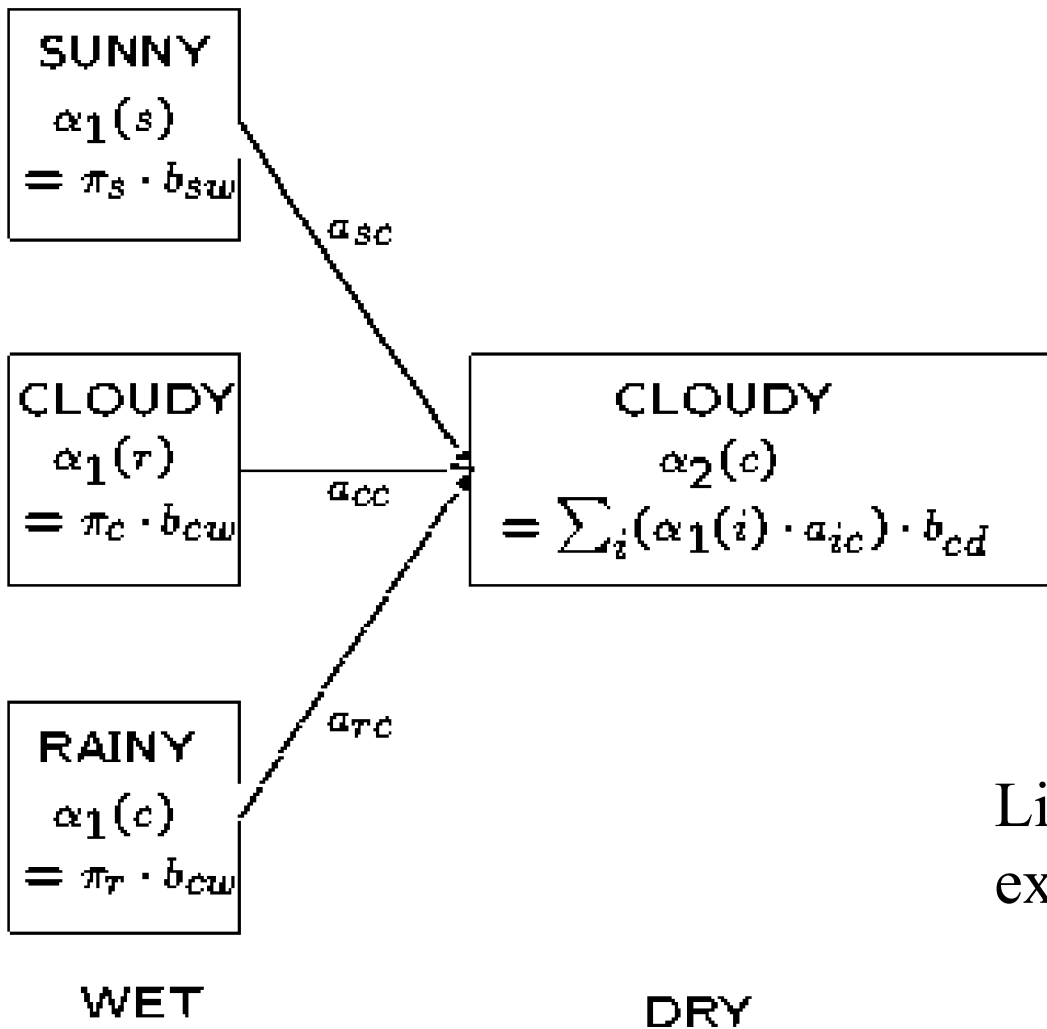 SUNNY
α1(s)
= πs · bsw
asc
CLOUDY
α1(r)
= πc · bcw
acc
CLOUDY
α2(c)
= ∑i(α1(i) · aic) · bcd
RAINY
α1(c)
= πr · bcw
arc
Li
ex
WET
DRY